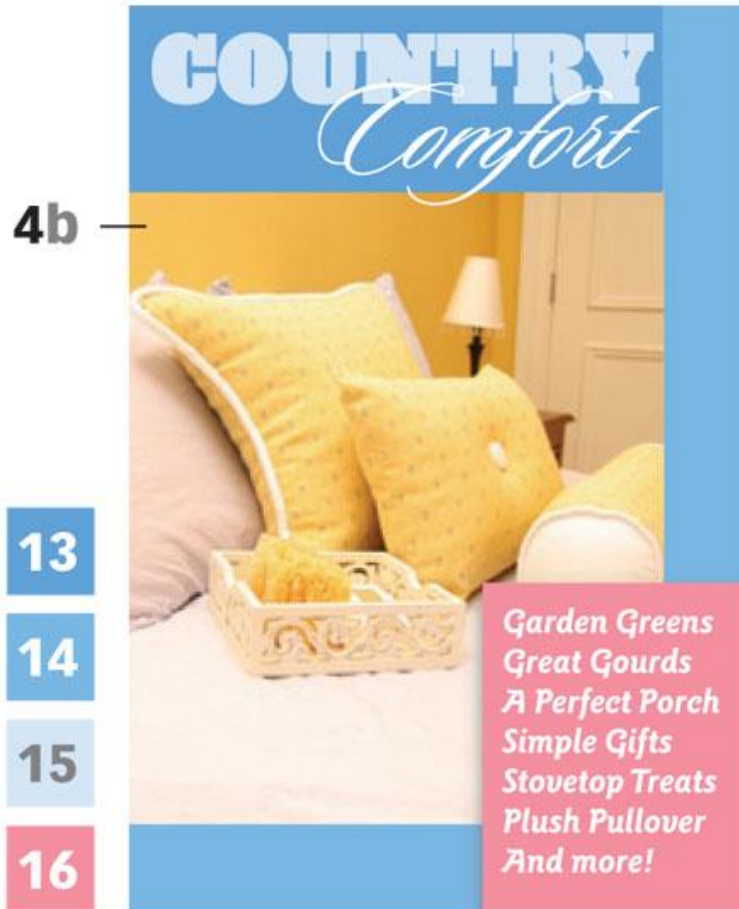 COUNTRY
Comfort
4b
13
14
15
16
Garden Greens
Great Gourds
A Perfect Porch
Simple Gifts
Stovetop Treats
Plush Pullover
And more!